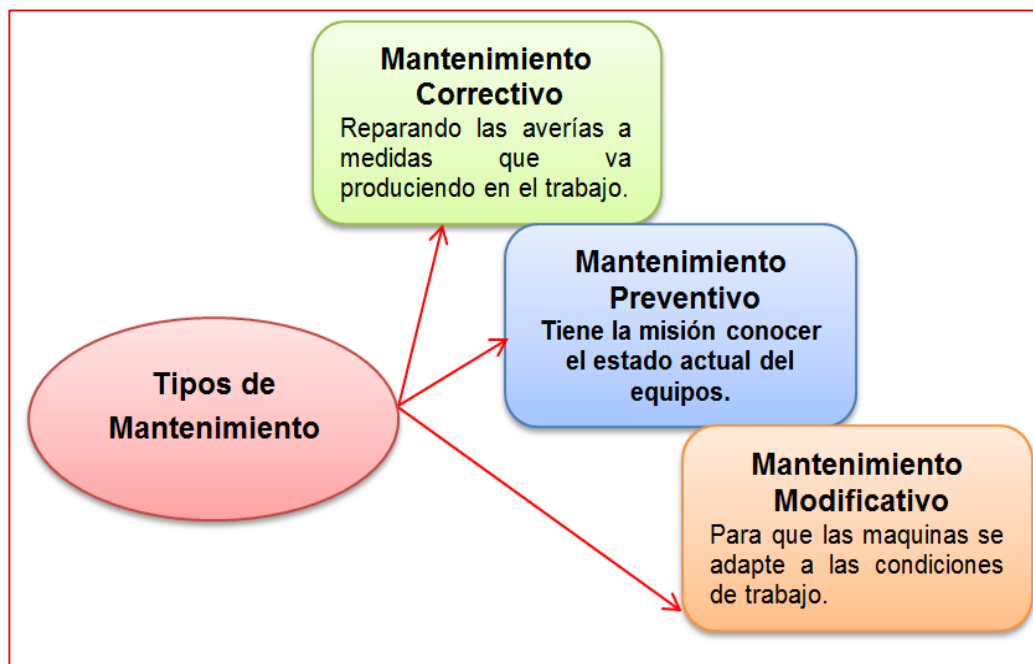 Mantenimiento
Correctivo
Reparando las averías a
medidas que va
produciendo en el trabajo.
Mantenimiento
Preventivo
Tiene la misión conocer
el estado actual del
equipos.
Tipos de
Mantenimiento
Mantenimiento
Modificativo
Para que las maquinas se
adapte a las condiciones
de trabajo.